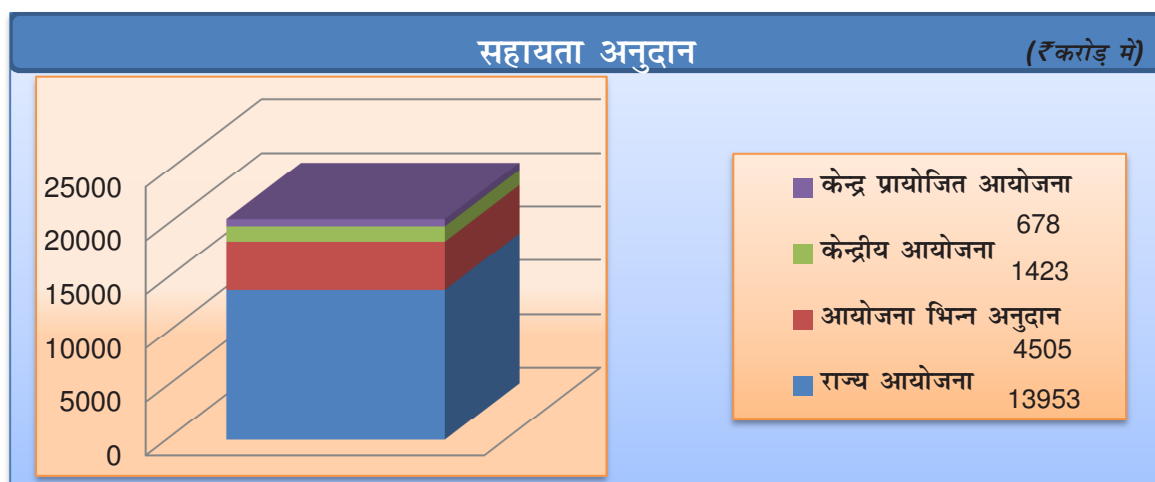 सहायता अनुदान (₹करोड़ में)
25000
20000
15000
10000
5000
0
केन्द्र प्रायोजित आयोजना
678
केन्द्रीय आयोजना
1423
आयोजना भिन्न अनुदान
4505
राज्य आयोजना
13953